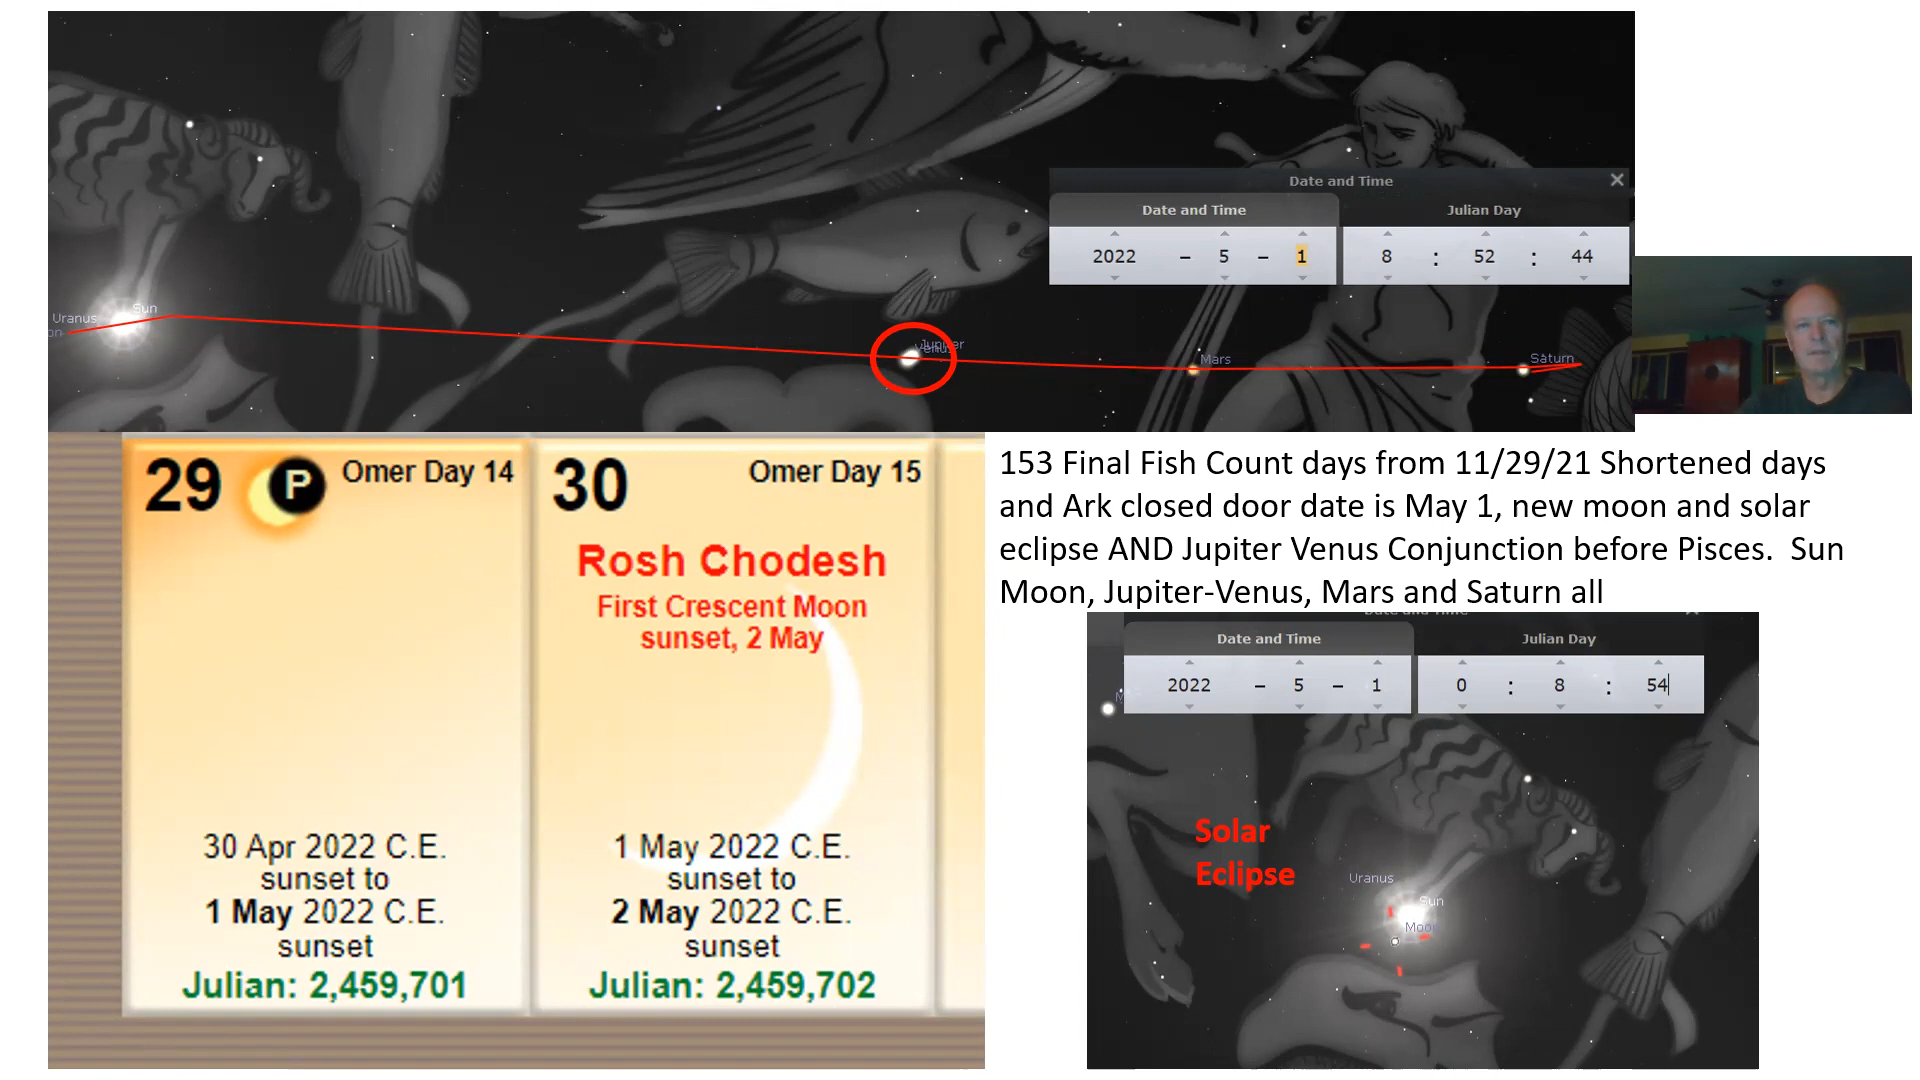 Date and Time
Date and Time
Julian Day
2022 – 5 – 1
8 : 52 : 44
Uranus
Sun
on
Jupiter
Venus
Mars
Saturn
29
P
Omer Day 14
30 Apr 2022 C.E.
sunset to
1 May 2022 C.E.
sunset
Julian: 2,459,701
30
Omer Day 15
Rosh Chodesh
First Crescent Moon
sunset, 2 May
1 May 2022 C.E.
sunset to
2 May 2022 C.E.
sunset
Julian: 2,459,702
153 Final Fish Count days from 11/29/21 Shortened days
and Ark closed door date is May 1, new moon and solar
eclipse AND Jupiter Venus Conjunction before Pisces. Sun
Moon, Jupiter-Venus, Mars and Saturn all
Date and Time
Date and Time
Julian Day
2022 – 5 – 1
0 : 8 : 54
Solar
Eclipse
Uranus
Sun
Moon